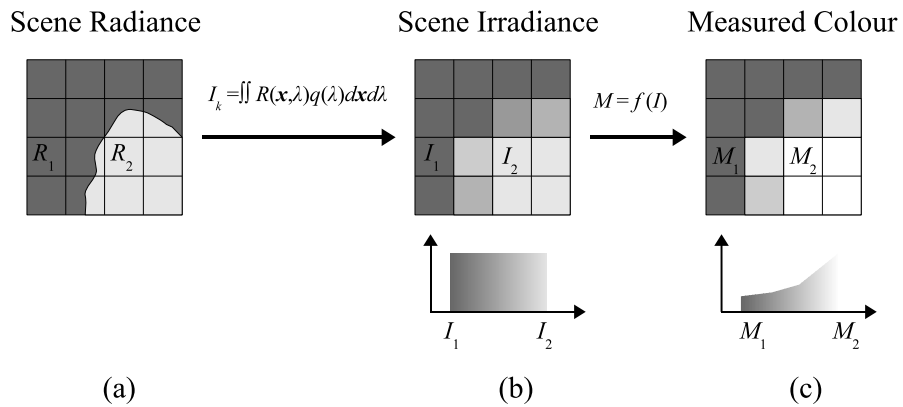 Scene Radiance
Scene Irradiance
Measured Colour
I_k = ∬ R(x,λ)q(λ)dxdλ
M = f (I)
R_1 R_2
I_1 I_2
M_1 M_2
I_1 I_2
M_1 M_2
(a) (b) (c)